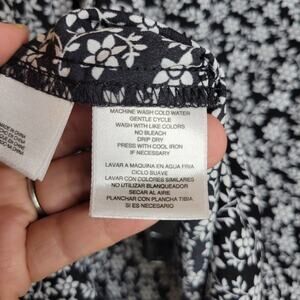 MACHINE WASH COLD WATER
GENTLE CYCLE
WASH WITH LIKE COLORS
NO BLEACH
DRIP DRY
PRESS WITH COOL IRON
IF NECESSARY
LAVAR A MAQUINA EN AGUA FRIA
CICLO SUAVE
LAVAR CON COLORES SIMILARES
NO UTILIZAR BLANQUEADOR
SECAR AL AIRE
PLANCHAR CON PLANCHA TIBIA
SI ES NECESARIO